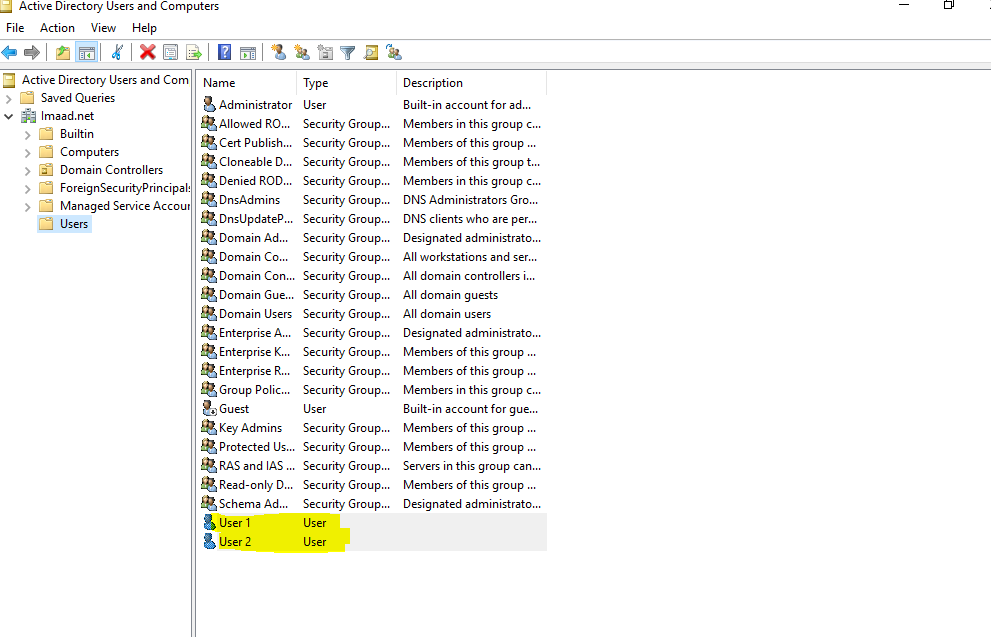 Active Directory Users and Computers
File Action View Help
Active Directory Users and Com
Saved Queries
Imaad.net
Builtin
Computers
Domain Controllers
ForeignSecurityPrincipals
Managed Service Accour
Users
Name Type Description
Administrator User Built-in account for ad...
Allowed RO... Security Group... Members in this group c...
Cert Publish... Security Group... Members of this group ...
Cloneable D... Security Group... Members of this group t...
Denied ROD... Security Group... Members in this group c...
DnsAdmins Security Group... DNS Administrators Gro...
DnsUpdateP... Security Group... DNS clients who are per...
Domain Ad... Security Group... Designated administrato...
Domain Co... Security Group... All workstations and ser...
Domain Con... Security Group... All domain controllers i...
Domain Gue... Security Group... All domain guests
Domain Users Security Group... All domain users
Enterprise A... Security Group... Designated administrato...
Enterprise K... Security Group... Members of this group ...
Enterprise R... Security Group... Members of this group ...
Group Polic... Security Group... Members in this group c...
Guest User Built-in account for gue...
Key Admins Security Group... Members of this group ...
Protected Us... Security Group... Members of this group ...
RAS and IAS ... Security Group... Servers in this group can...
Read-only D... Security Group... Members of this group ...
Schema Ad... Security Group... Designated administrato...
User 1 User
User 2 User